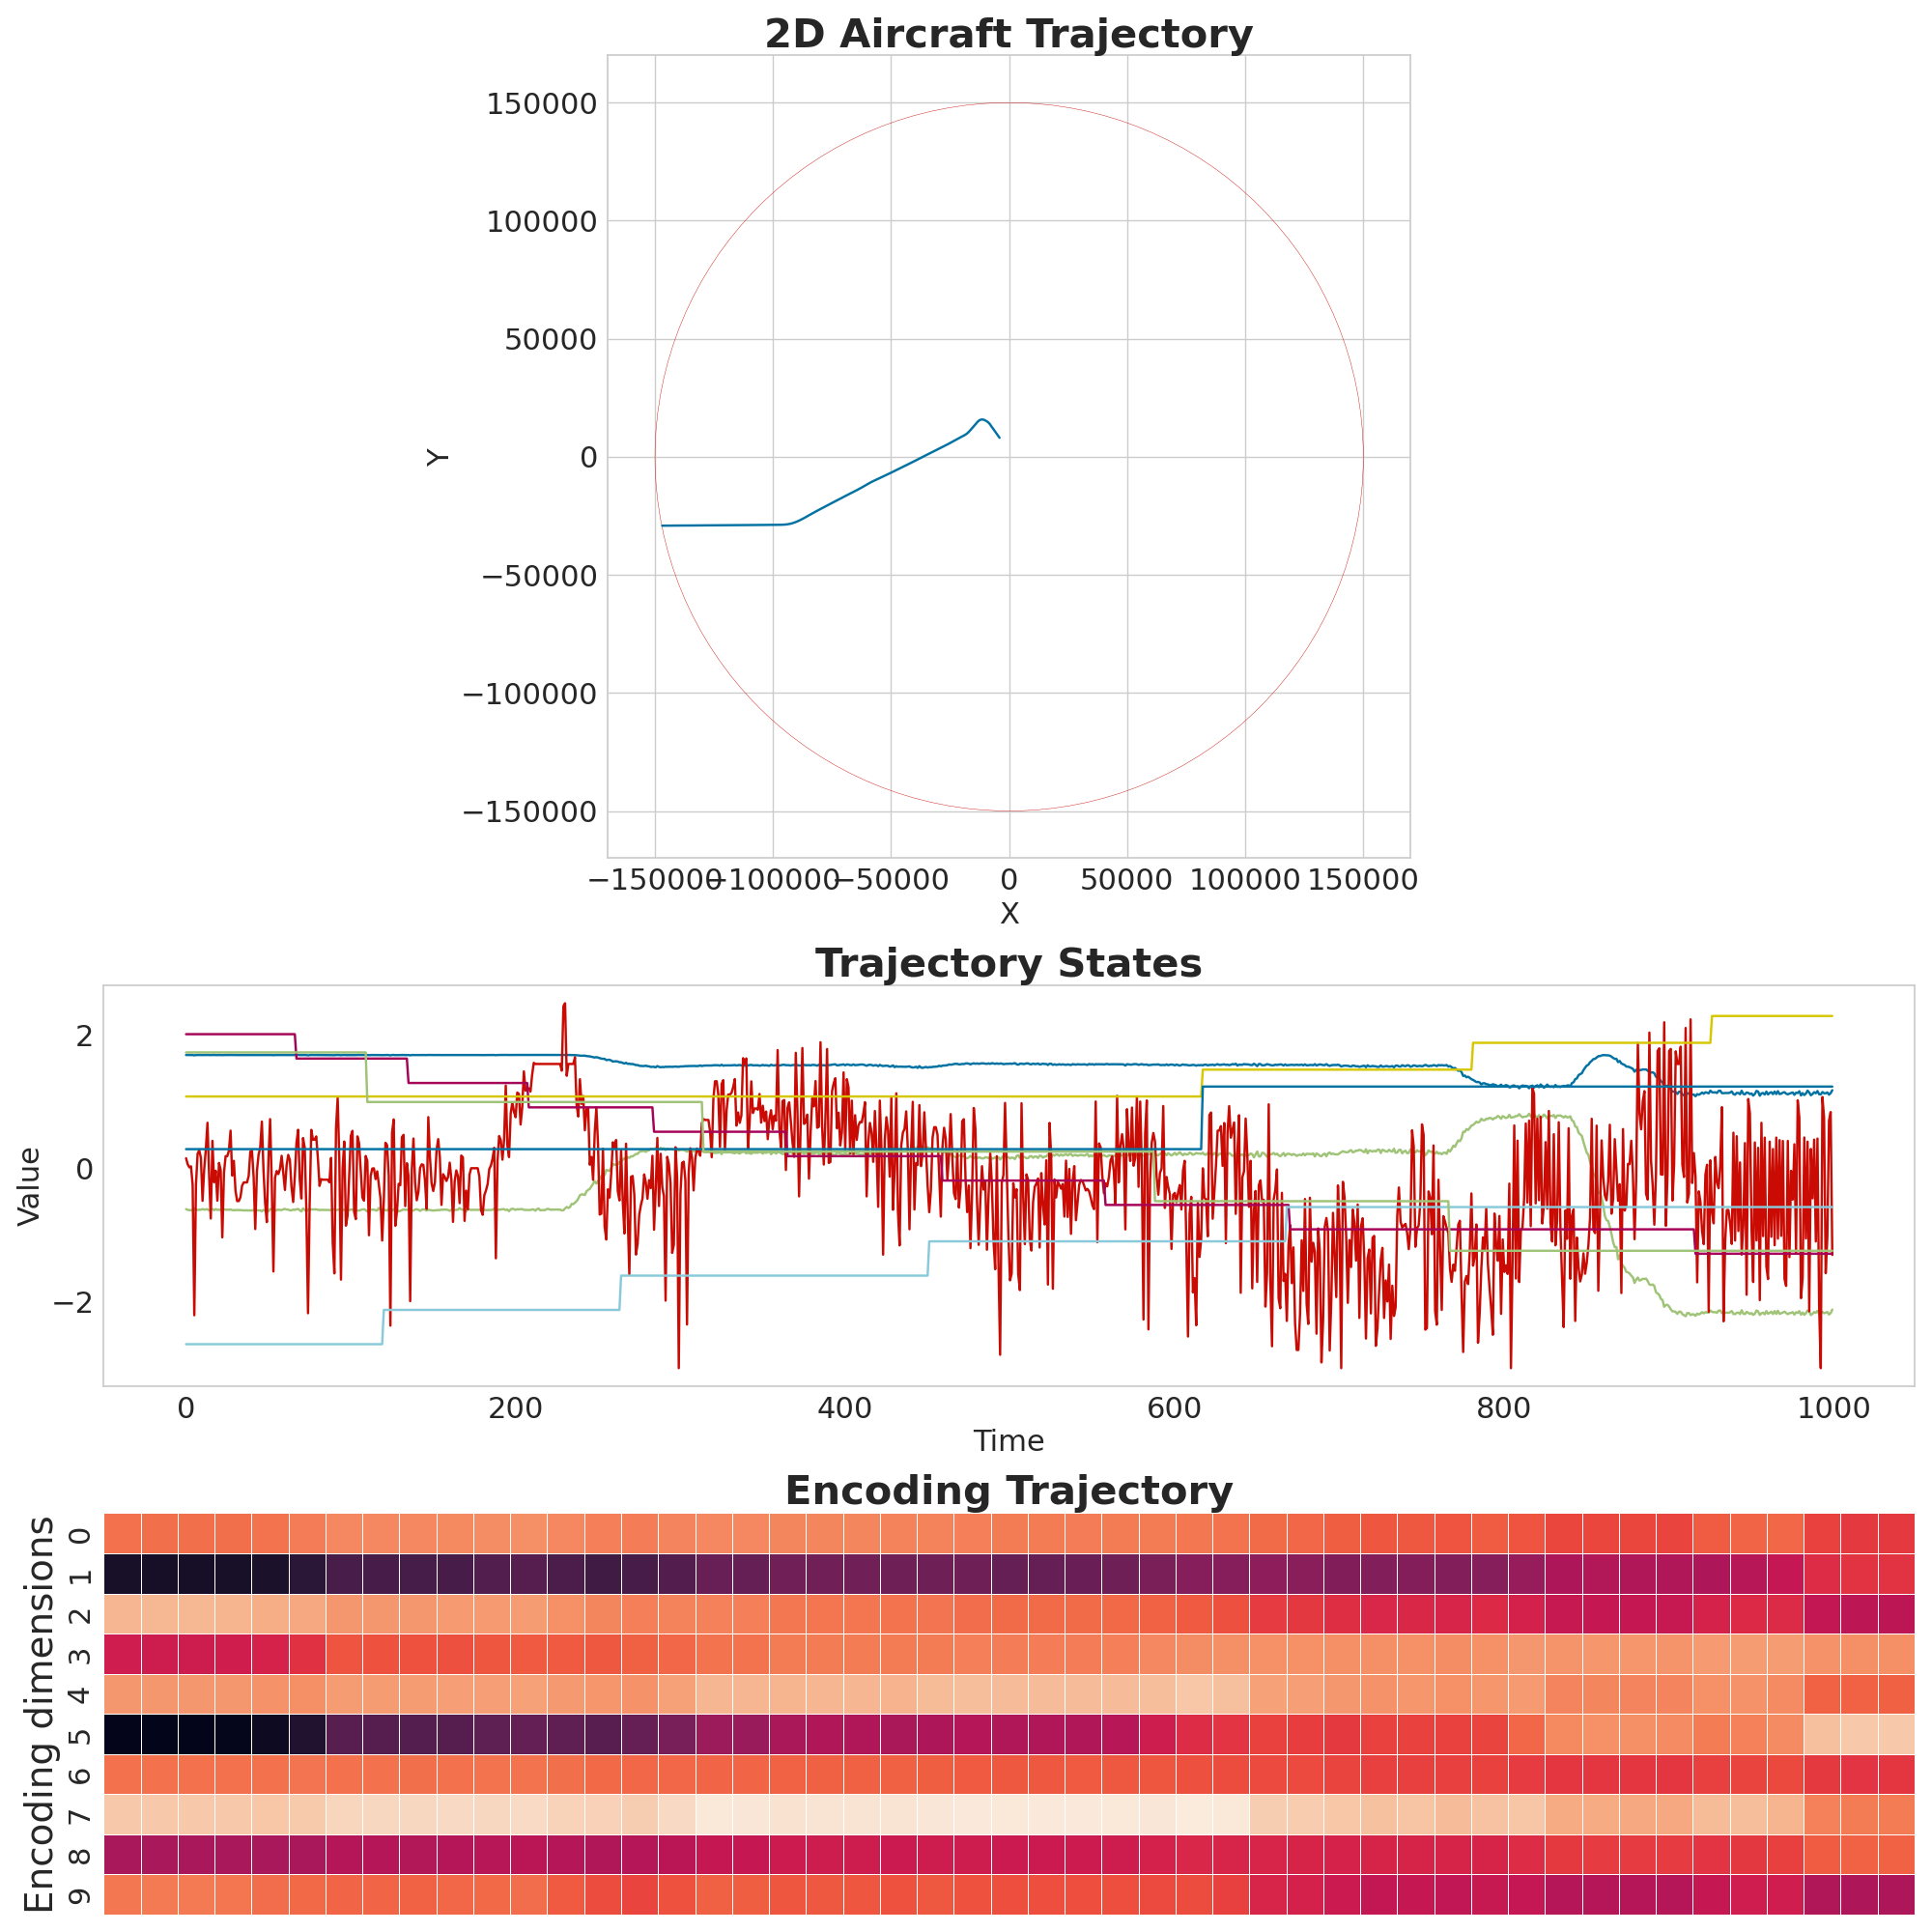 2D Aircraft Trajectory
150000
100000
50000
0
−50000
−100000
−150000
Y
−150000 −100000 −50000 0 50000 100000 150000
X
Trajectory States
2
0
−2
Value
0 200 400 600 800 1000
Time
Encoding Trajectory
Encoding dimensions
0
1
2
3
4
5
6
7
8
9